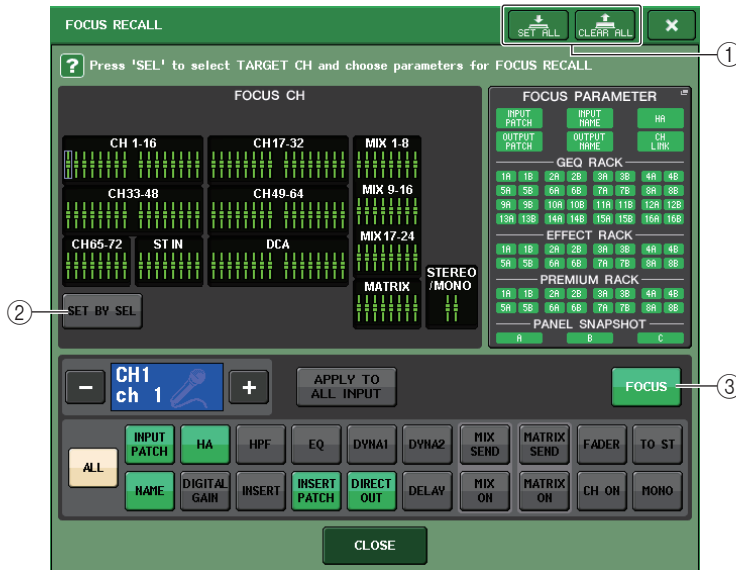 FOCUS RECALL
SET ALL
CLEAR ALL
1
? Press 'SEL' to select TARGET CH and choose parameters for FOCUS RECALL
FOCUS CH
CH 1-16
CH17-32
MIX 1-8
CH33-48
CH49-64
MIX 9-16
CH65-72
ST IN
DCA
MIX17-24
MATRIX
STEREO
/MONO
2
SET BY SEL
FOCUS PARAMETER
INPUT PATCH
INPUT NAME
HA
OUTPUT PATCH
OUTPUT NAME
CH LINK
GEQ RACK
1A 1B 2A 2B 3A 3B 4A 4B
5A 5B 6A 6B 7A 7B 8A 8B
9A 9B 10A 10B 11A 11B 12A 12B
13A 13B 14A 14B 15A 15B 16A 16B
EFFECT RACK
1A 1B 2A 2B 3A 3B 4A 4B
5A 5B 6A 6B 7A 7B 8A 8B
PREMIUM RACK
1A 1B 2A 2B 3A 3B 4A 4B
5A 5B 6A 6B 7A 7B 8A 8B
PANEL SNAPSHOT
A B C
CH1
ch 1
APPLY TO
ALL INPUT
FOCUS
3
ALL
INPUT PATCH
HA
HPF
EQ
DYNA1
DYNA2
MIX SEND
MATRIX SEND
FADER
TO ST
NAME
DIGITAL GAIN
INSERT
INSERT PATCH
DIRECT OUT
DELAY
MIX ON
MATRIX ON
CH ON
MONO
CLOSE